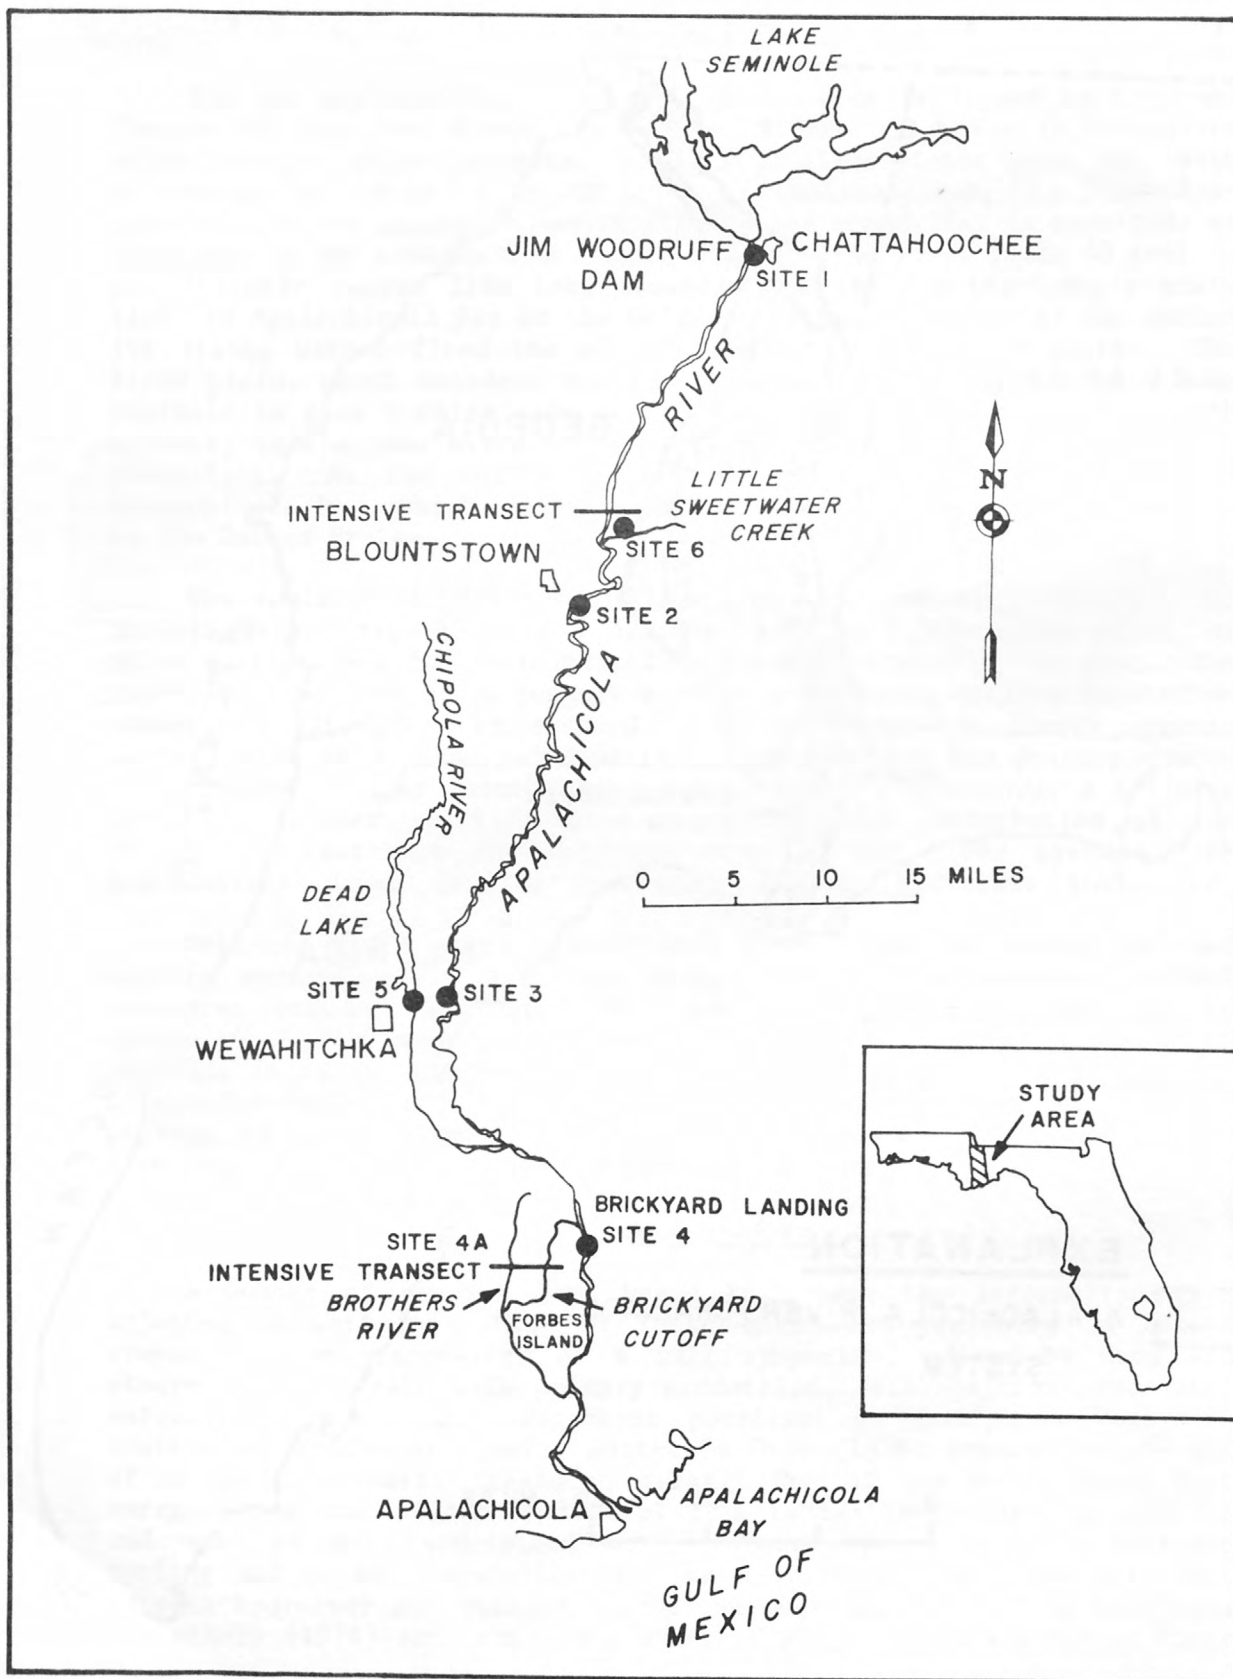 LAKE
SEMINOLE
JIM WOODRUFF
DAM
CHATTAHOOCHEE
SITE 1
RIVER
N
LITTLE
SWEETWATER
CREEK
INTENSIVE TRANSECT
SITE 6
BLOUNTSTOWN
SITE 2
CHIPOLA RIVER
APALACHICOLA
0 5 10 15 MILES
DEAD
LAKE
SITE 5
SITE 3
WEWAHITCHKA
STUDY
AREA
BRICKYARD LANDING
SITE 4
SITE 4A
INTENSIVE TRANSECT
BROTHERS
RIVER
BRICKYARD
CUTOFF
FORBES
ISLAND
APALACHICOLA
APALACHICOLA
BAY
GULF OF
MEXICO